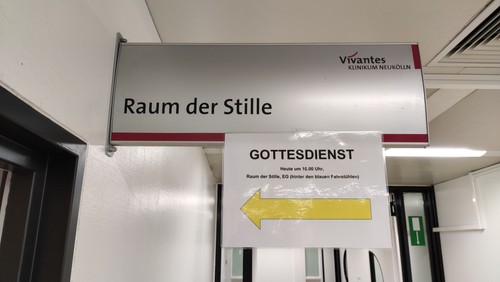 Vivantes
KLINIKUM NEUKÖLLN
Raum der Stille
GOTTESDIENST
Heute um 10.00 Uhr,
Raum der Stille, EG (hinter den blauen Fahrstühlen)